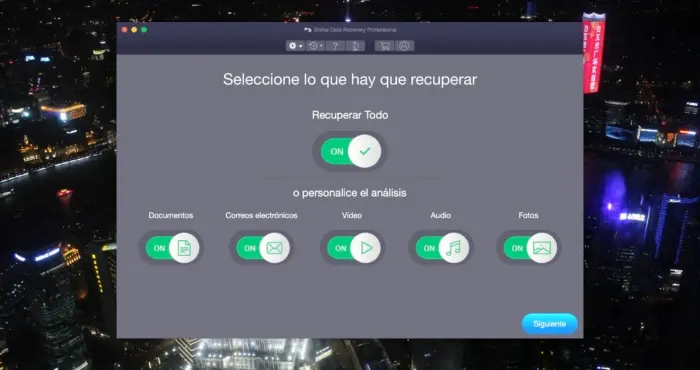 Stellar Data Recovery Professional
?
Seleccione lo que hay que recuperar
Recuperar Todo
ON
o personalice el análisis
Documentos
Correos electrónicos
Vídeo
Audio
Fotos
ON
ON
ON
ON
ON
Siguiente